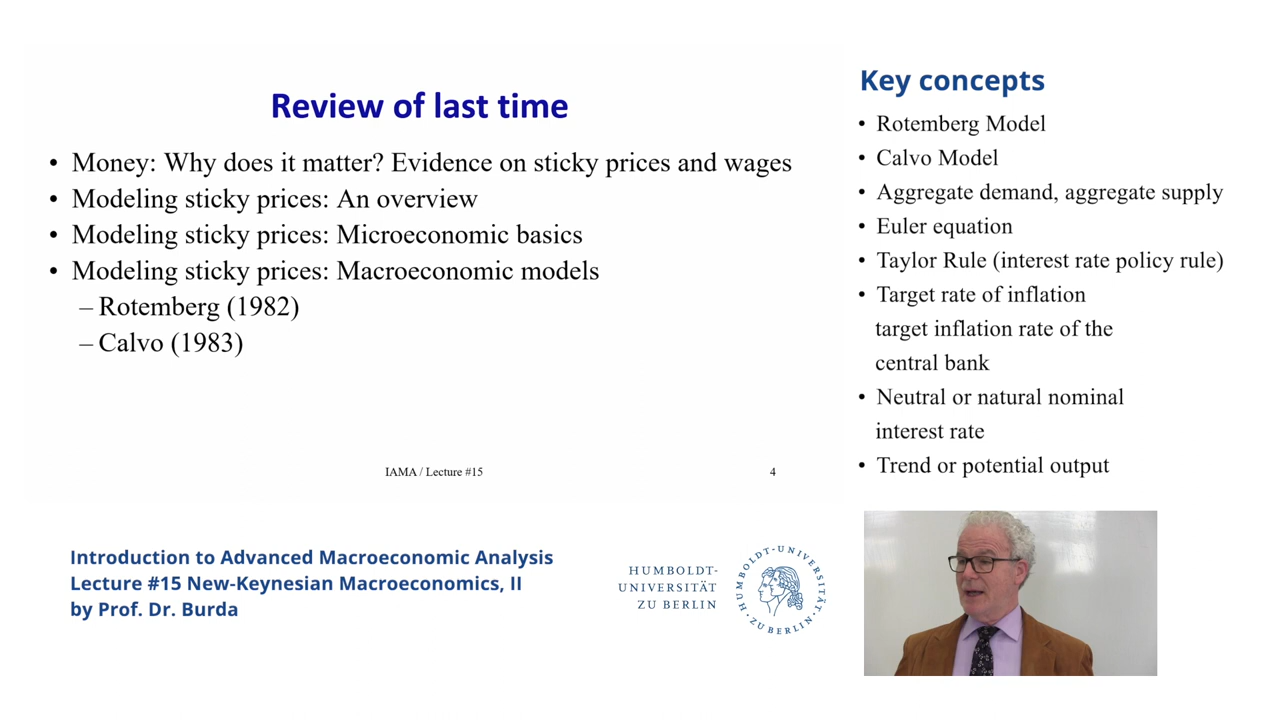 Review of last time
• Money: Why does it matter? Evidence on sticky prices and wages
• Modeling sticky prices: An overview
• Modeling sticky prices: Microeconomic basics
• Modeling sticky prices: Macroeconomic models
– Rotemberg (1982)
– Calvo (1983)
IAMA / Lecture #15
4
Key concepts
• Rotemberg Model
• Calvo Model
• Aggregate demand, aggregate supply
• Euler equation
• Taylor Rule (interest rate policy rule)
• Target rate of inflation
target inflation rate of the
central bank
• Neutral or natural nominal
interest rate
• Trend or potential output
Introduction to Advanced Macroeconomic Analysis
Lecture #15 New-Keynesian Macroeconomics, II
by Prof. Dr. Burda
HUMBOLDT-
UNIVERSITÄT
ZU BERLIN
HUMBOLDT-UNIVERSITÄT
· ZU BERLIN ·